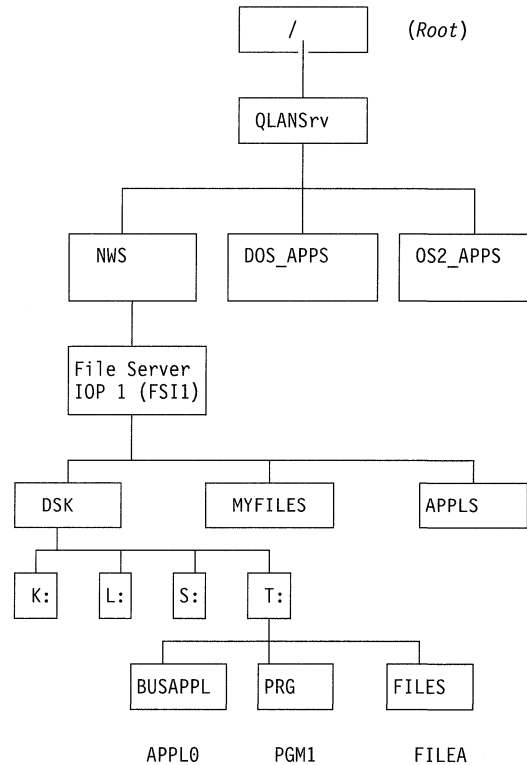 / (Root)
QLANSrv
NWS DOS_APPS OS2_APPS
File Server
IOP 1 (FSI1)
DSK MYFILES APPLS
K: L: S: T:
BUSAPPL PRG FILES
APPL0 PGM1 FILEA